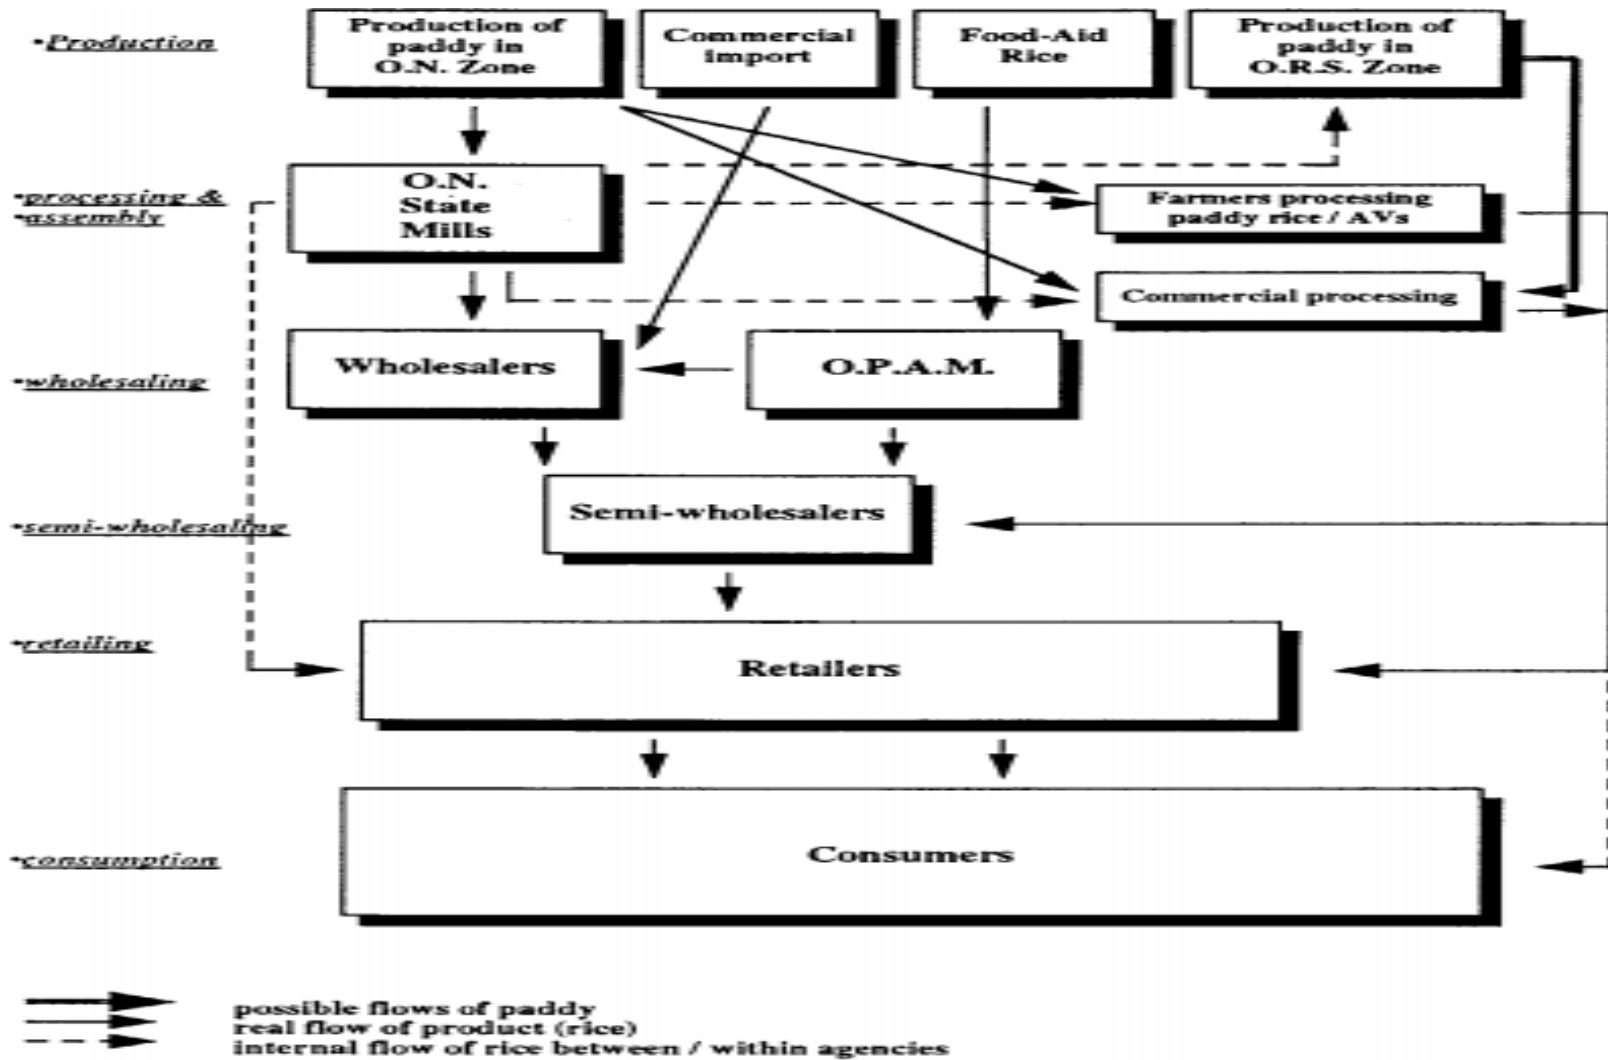 •Production
Production of
paddy in
O.N. Zone
Commercial
import
Food-Aid
Rice
Production of
paddy in
O.R.S. Zone
•processing &
•assembly
O.N.
State
Mills
Farmers processing
paddy rice / AVs
Commercial processing
•wholesaling
Wholesalers
O.P.A.M.
•semi-wholesaling
Semi-wholesalers
•retailing
Retailers
•consumption
Consumers
possible flows of paddy
real flow of product (rice)
internal flow of rice between / within agencies